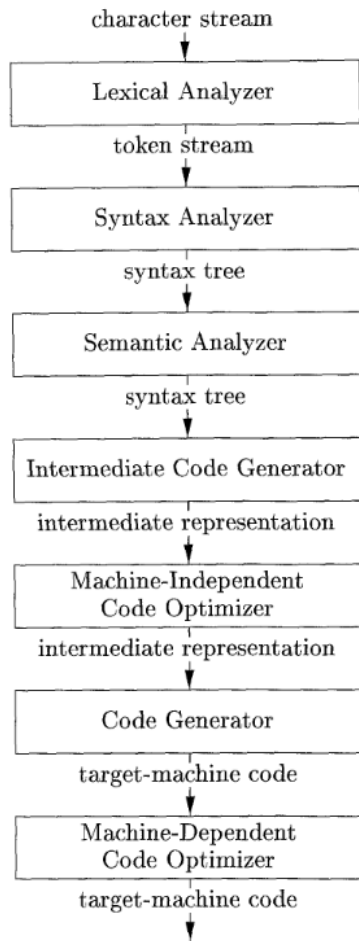 character stream
Lexical Analyzer
token stream
Syntax Analyzer
syntax tree
Semantic Analyzer
syntax tree
Intermediate Code Generator
intermediate representation
Machine-Independent
Code Optimizer
intermediate representation
Code Generator
target-machine code
Machine-Dependent
Code Optimizer
target-machine code